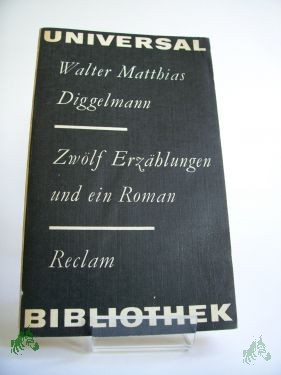 UNIVERSAL
Walter Matthias
Diggelmann
Zwölf Erzählungen
und ein Roman
Reclam
BIBLIOTHEK